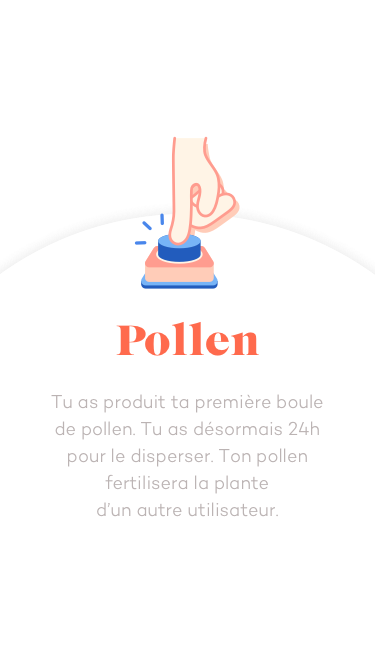 Pollen
Tu as produit ta première boule
de pollen. Tu as désormais 24h
pour le disperser. Ton pollen
fertilisera la plante
d'un autre utilisateur.